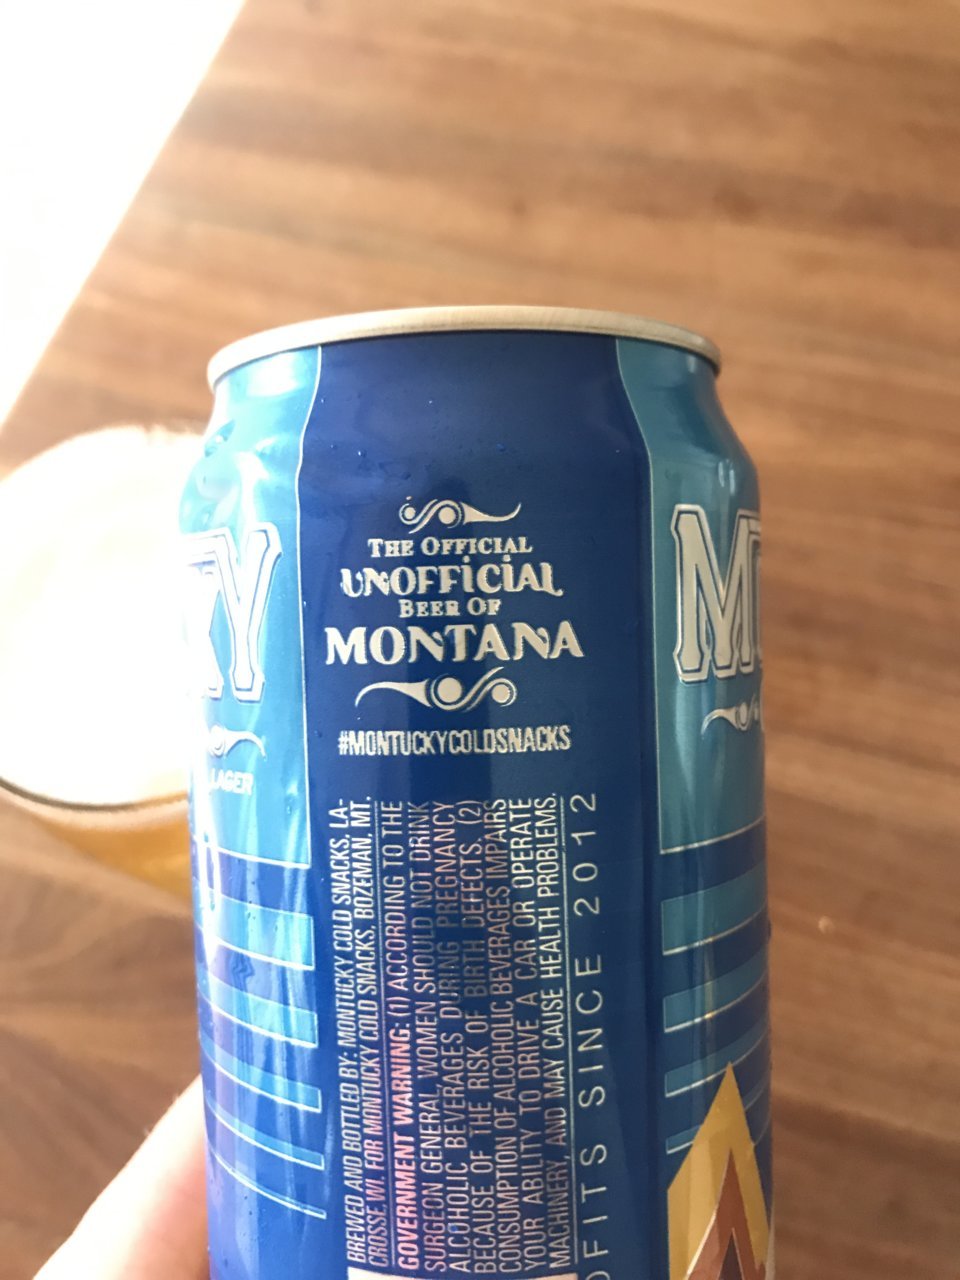 THE OFFICIAL
UNOFFICIAL
BEER OF
MONTANA
#MONTUCKYCOLDSNACKS
LAGER
BREWED AND BOTTLED BY: MONTUCKY COLD SNACKS, LA-
CROSSE WI, FOR MONTUCKY COLD SNACKS, BOZEMAN, MT.
GOVERNMENT WARNING: (1) ACCORDING TO THE
SURGEON GENERAL, WOMEN SHOULD NOT DRINK
ALCOHOLIC BEVERAGES DURING PREGNANCY
BECAUSE OF THE RISK OF BIRTH DEFECTS. (2)
CONSUMPTION OF ALCOHOLIC BEVERAGES IMPAIRS
YOUR ABILITY TO DRIVE A CAR OR OPERATE
MACHINERY, AND MAY CAUSE HEALTH PROBLEMS.
OFITS SINCE 2012